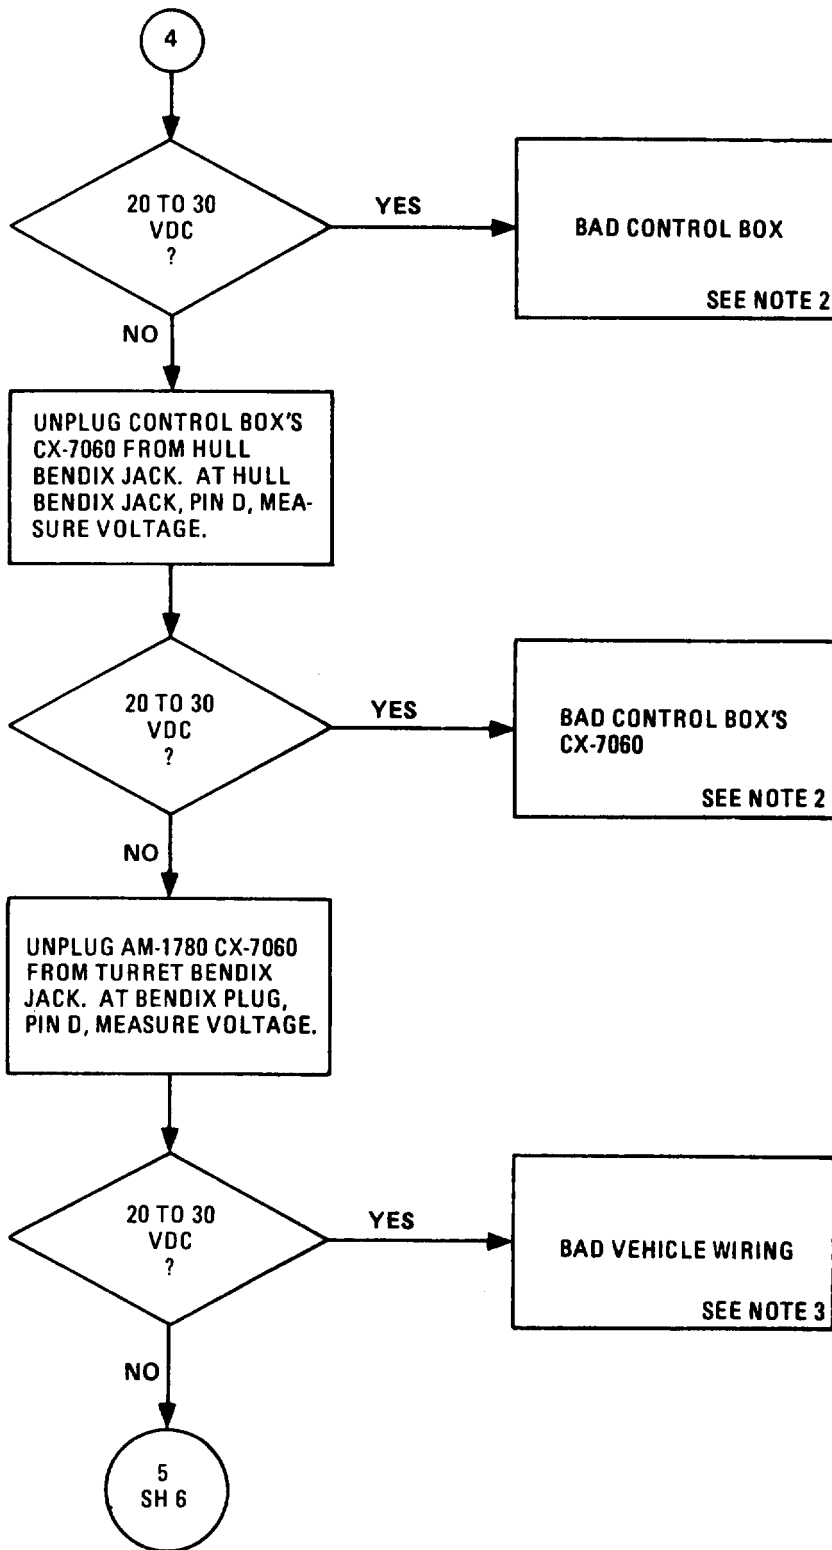 4
20 TO 30
VDC
?
YES
BAD CONTROL BOX
SEE NOTE 2
NO
UNPLUG CONTROL BOX'S
CX-7060 FROM HULL
BENDIX JACK. AT HULL
BENDIX JACK, PIN D, MEA-
SURE VOLTAGE.
20 TO 30
VDC
?
YES
BAD CONTROL BOX'S
CX-7060
SEE NOTE 2
NO
UNPLUG AM-1780 CX-7060
FROM TURRET BENDIX
JACK. AT BENDIX PLUG,
PIN D, MEASURE VOLTAGE.
20 TO 30
VDC
?
YES
BAD VEHICLE WIRING
SEE NOTE 3
NO
5
SH 6